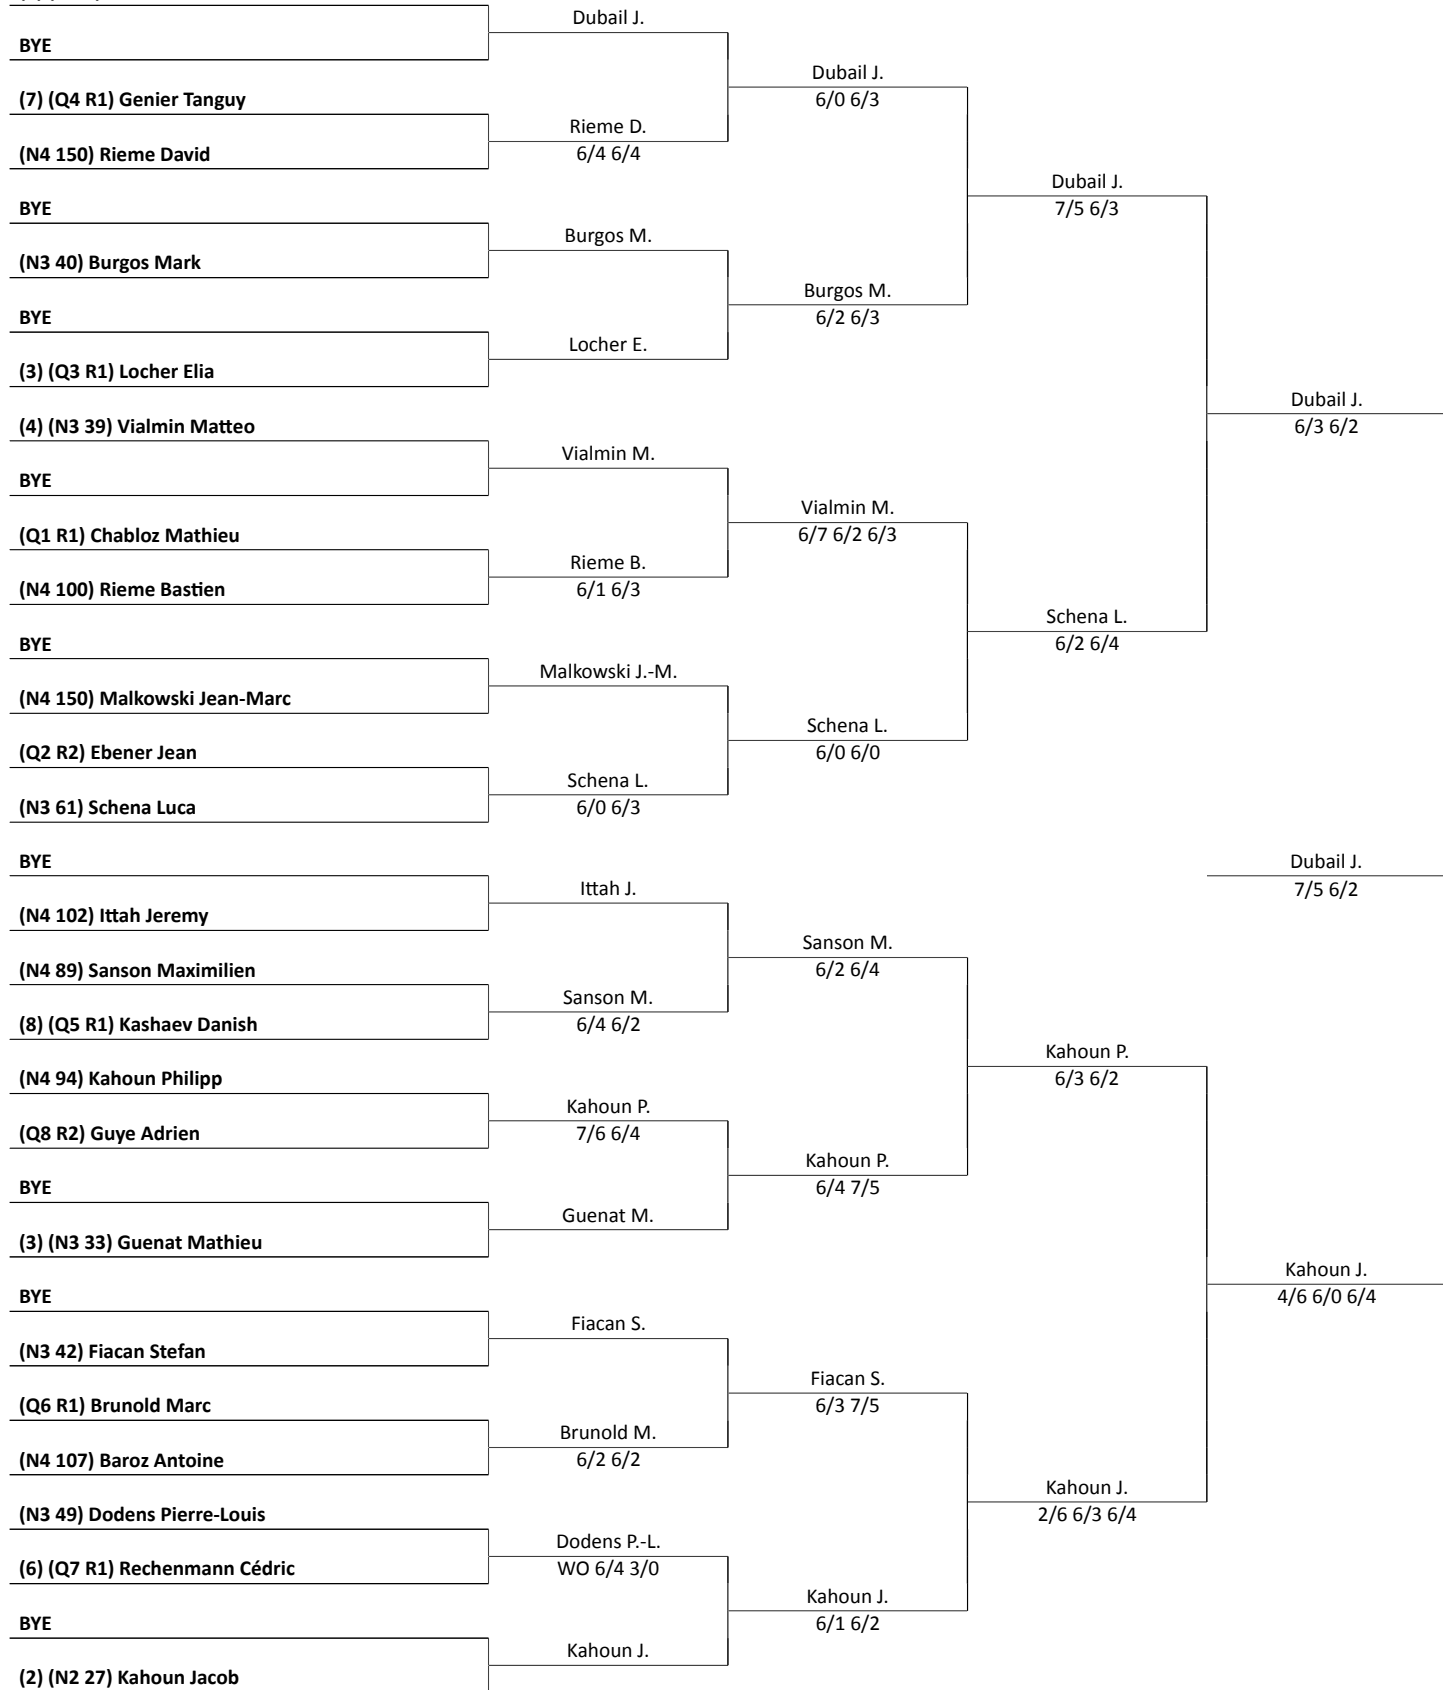 Dubail J.
BYE
Dubail J.
(7) (Q4 R1) Genier Tanguy
6/0 6/3
Rieme D.
(N4 150) Rieme David
6/4 6/4
Dubail J.
BYE
7/5 6/3
Burgos M.
(N3 40) Burgos Mark
Burgos M.
BYE
6/2 6/3
Locher E.
(3) (Q3 R1) Locher Elia
Dubail J.
(4) (N3 39) Vialmin Matteo
6/3 6/2
Vialmin M.
BYE
Vialmin M.
(Q1 R1) Chabloz Mathieu
6/7 6/2 6/3
Rieme B.
(N4 100) Rieme Bastien
6/1 6/3
Schena L.
BYE
6/2 6/4
Malkowski J.-M.
(N4 150) Malkowski Jean-Marc
Schena L.
(Q2 R2) Ebener Jean
6/0 6/0
Schena L.
(N3 61) Schena Luca
6/0 6/3
BYE
Dubail J.
7/5 6/2
Ittah J.
(N4 102) Ittah Jeremy
Sanson M.
(N4 89) Sanson Maximilien
6/2 6/4
Sanson M.
(8) (Q5 R1) Kashaev Danish
6/4 6/2
Kahoun P.
(N4 94) Kahoun Philipp
6/3 6/2
Kahoun P.
(Q8 R2) Guye Adrien
7/6 6/4
Kahoun P.
BYE
6/4 7/5
Guenat M.
(3) (N3 33) Guenat Mathieu
Kahoun J.
BYE
4/6 6/0 6/4
Fiacan S.
(N3 42) Fiacan Stefan
Fiacan S.
(Q6 R1) Brunold Marc
6/3 7/5
Brunold M.
(N4 107) Baroz Antoine
6/2 6/2
Kahoun J.
(N3 49) Dodens Pierre-Louis
2/6 6/3 6/4
Dodens P.-L.
(6) (Q7 R1) Rechenmann Cédric
WO 6/4 3/0
Kahoun J.
BYE
6/1 6/2
Kahoun J.
(2) (N2 27) Kahoun Jacob